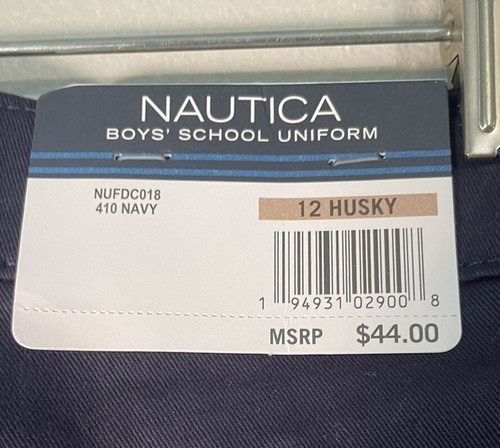 NAUTICA
BOYS' SCHOOL UNIFORM
NUFDC018
410 NAVY
12 HUSKY
1 94931 02900 8
MSRP $44.00